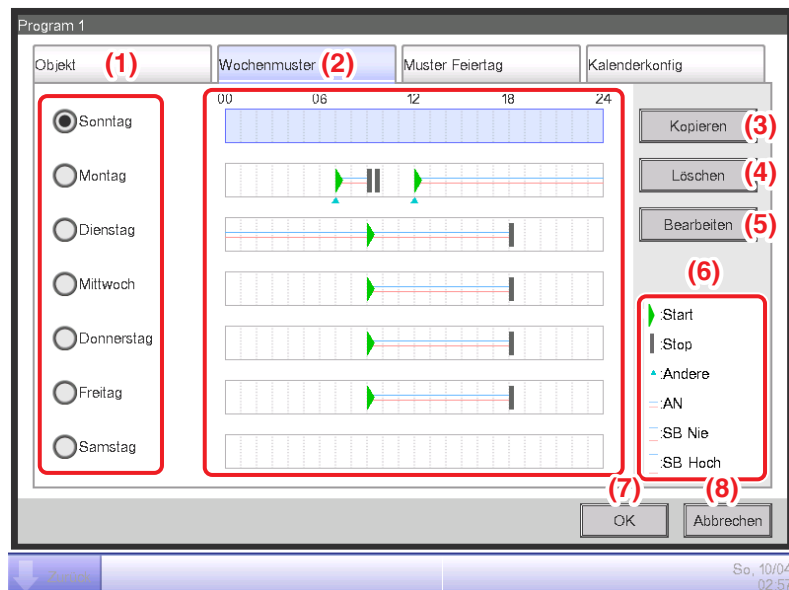 Program 1
Objekt (1) Wochenmuster (2) Muster Feiertag Kalenderkonfig
00 06 12 18 24
Sonntag Kopieren (3)
Montag Löschen (4)
Dienstag Bearbeiten (5)
Mittwoch (6)
:Start
Donnerstag :Stop
:Andere
Freitag :AN
:SB Nie
Samstag :SB Hoch
(7) (8)
OK Abbrechen
Zurück So, 10/04
02:57